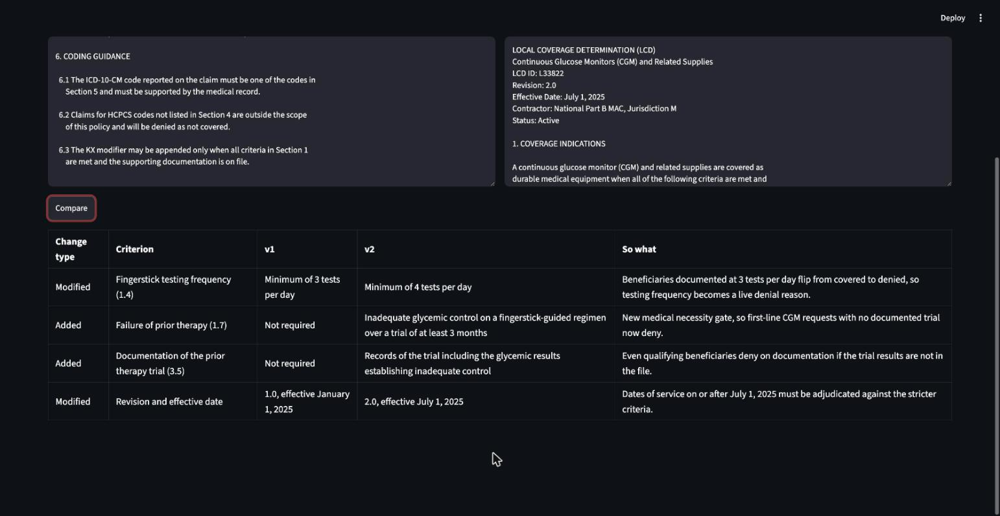 Deploy
6. CODING GUIDANCE
6.1 The ICD-10-CM code reported on the claim must be one of the codes in
Section 5 and must be supported by the medical record.
6.2 Claims for HCPCS codes not listed in Section 4 are outside the scope
of this policy and will be denied as not covered.
6.3 The KX modifier may be appended only when all criteria in Section 1
are met and the supporting documentation is on file.
LOCAL COVERAGE DETERMINATION (LCD)
Continuous Glucose Monitors (CGM) and Related Supplies
LCD ID: L33822
Revision: 2.0
Effective Date: July 1, 2025
Contractor: National Part B MAC, Jurisdiction M
Status: Active
1. COVERAGE INDICATIONS
A continuous glucose monitor (CGM) and related supplies are covered as
durable medical equipment when all of the following criteria are met and
Compare
Change
type
Criterion
v1
v2
So what
Modified
Fingerstick testing frequency
(1.4)
Minimum of 3 tests
per day
Minimum of 4 tests per day
Beneficiaries documented at 3 tests per day flip from covered to denied, so
testing frequency becomes a live denial reason.
Added
Failure of prior therapy (1.7)
Not required
Inadequate glycemic control on a fingerstick-guided regimen
over a trial of at least 3 months
New medical necessity gate, so first-line CGM requests with no documented trial
now deny.
Added
Documentation of the prior
therapy trial (3.5)
Not required
Records of the trial including the glycemic results
establishing inadequate control
Even qualifying beneficiaries deny on documentation if the trial results are not in
the file.
Modified
Revision and effective date
1.0, effective January
1, 2025
2.0, effective July 1, 2025
Dates of service on or after July 1, 2025 must be adjudicated against the stricter
criteria.